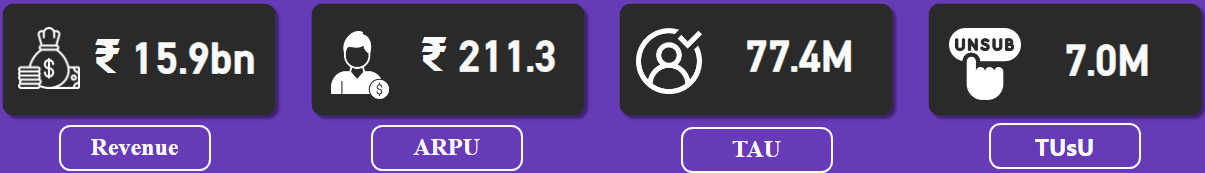 ₹ 15.9bn
Revenue
₹ 211.3
ARPU
77.4M
TAU
UNSUB
7.0M
TUsU